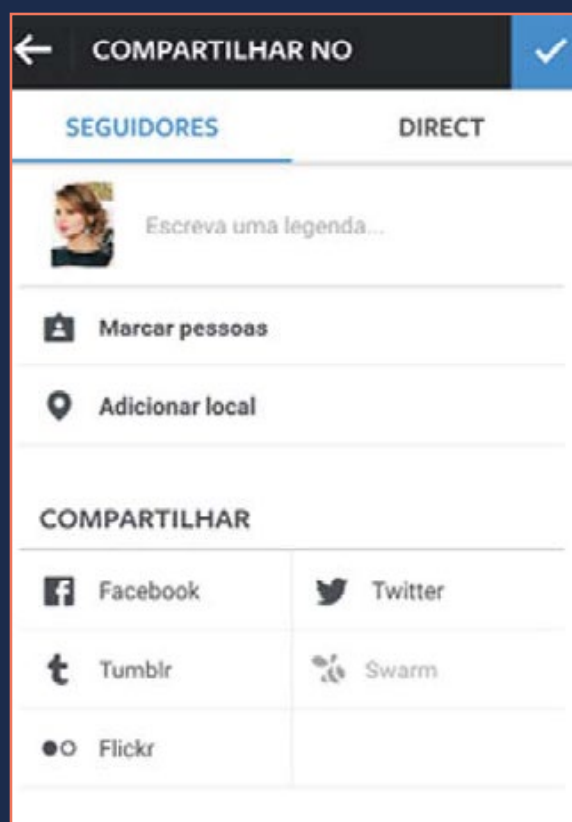 COMPARTILHAR NO
SEGUIDORES DIRECT
Escreva uma legenda...
Marcar pessoas
Adicionar local
COMPARTILHAR
Facebook Twitter
Tumblr Swarm
Flickr